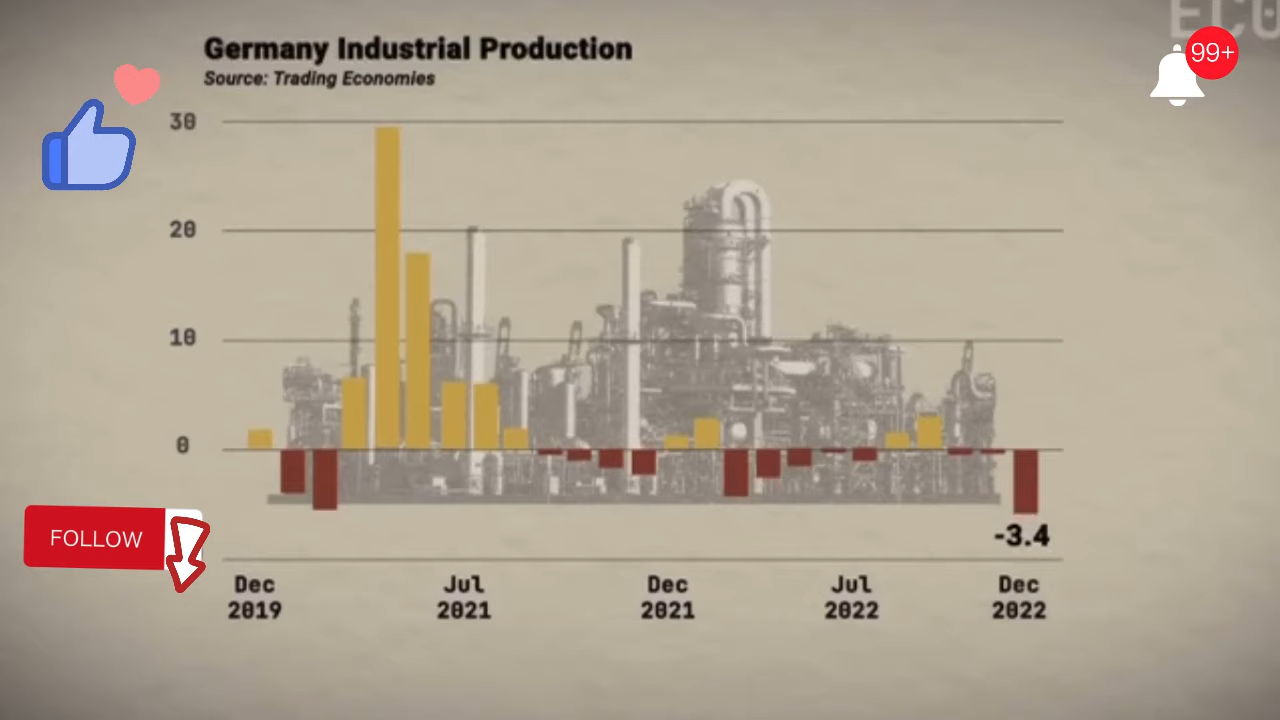 Germany Industrial Production
Source: Trading Economies
99+
30
20
10
0
-3.4
FOLLOW
Dec
2019
Jul
2021
Dec
2021
Jul
2022
Dec
2022